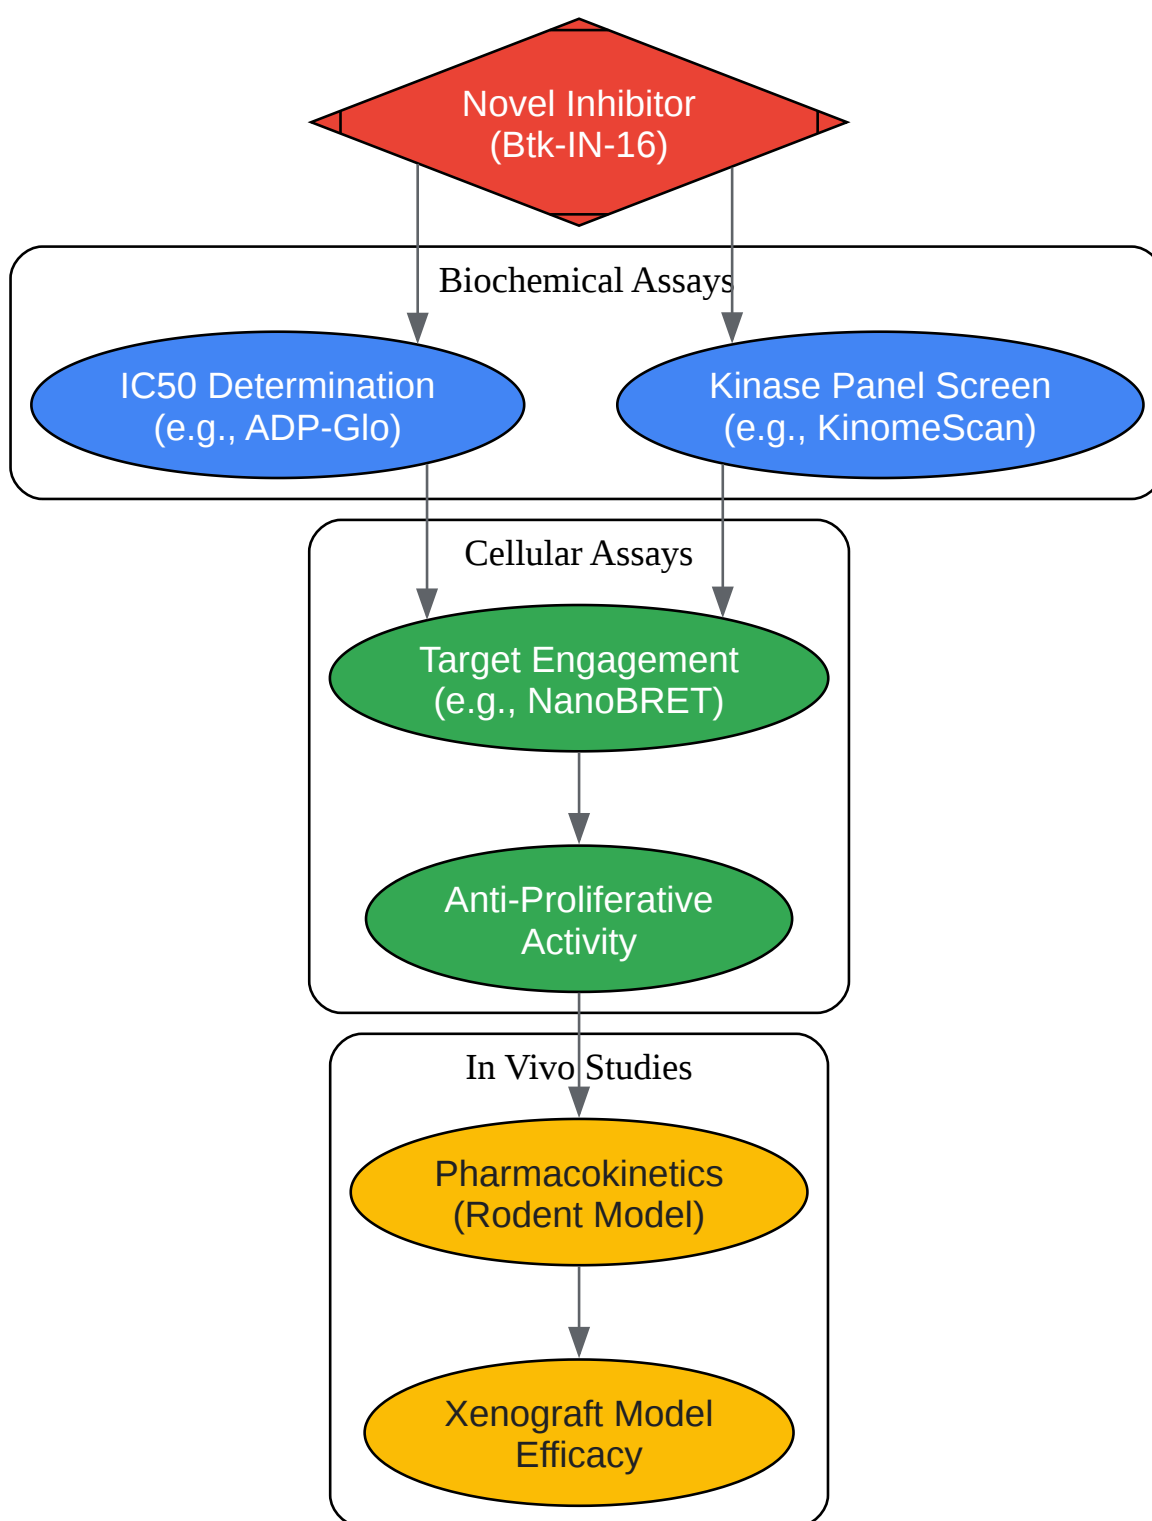 Novel Inhibitor
(Btk-IN-16)
Biochemical Assays
IC50 Determination
(e.g., ADP-Glo)
Kinase Panel Screen
(e.g., KinomeScan)
Cellular Assays
Target Engagement
(e.g., NanoBRET)
Anti-Proliferative
Activity
In Vivo Studies
Pharmacokinetics
(Rodent Model)
Xenograft Model
Efficacy